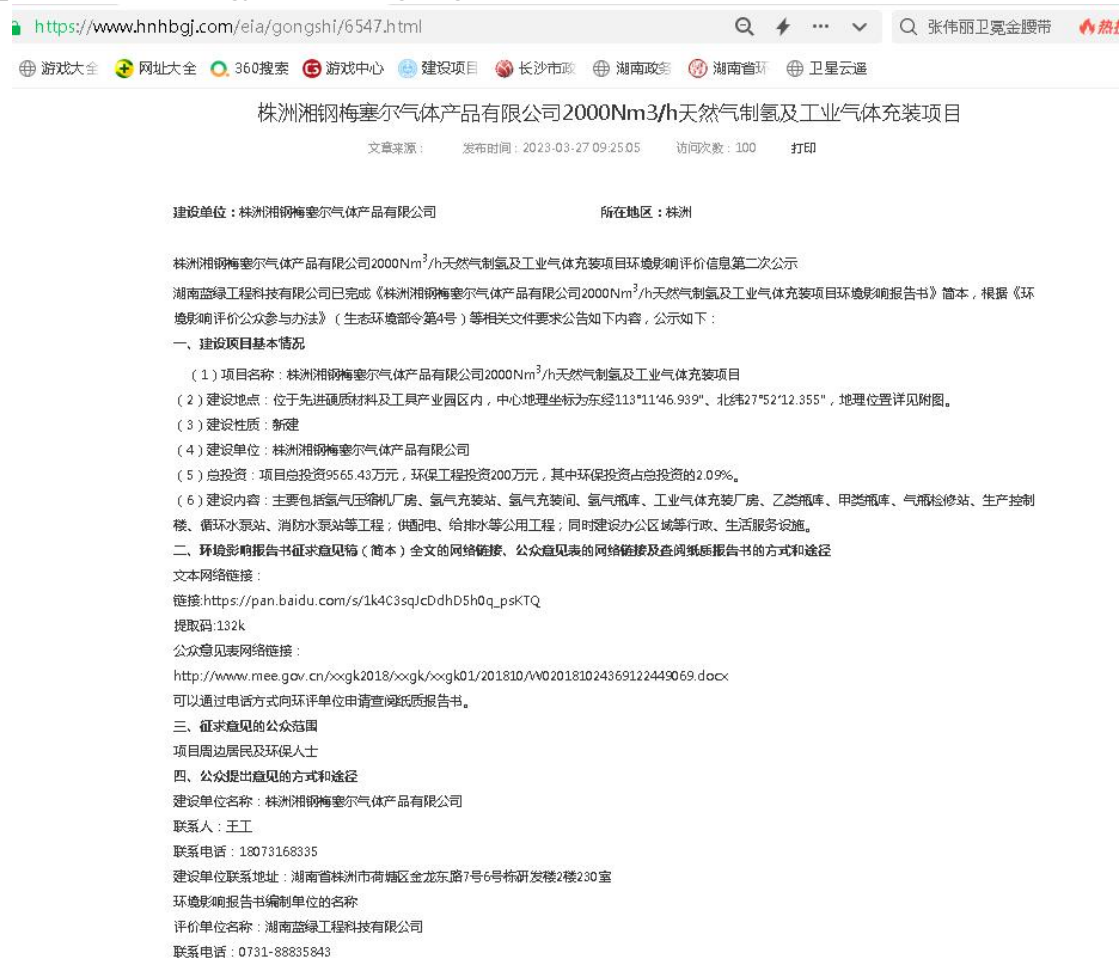 https://www.hnhbgj.com/eia/gongshi/6547.html
张伟丽卫冕金腰带
游戏大全 网址大全 360搜索 游戏中心 建设项目 长沙市政 湖南政务 湖南省环 卫星云遥
株洲湘钢梅塞尔气体产品有限公司2000Nm3/h天然气制氢及工业气体充装项目
文章来源： 发布时间：2023-03-27 09:25:05 访问次数：100 打印
建设单位：株洲湘钢梅塞尔气体产品有限公司 所在地区：株洲
株洲湘钢梅塞尔气体产品有限公司2000Nm³/h天然气制氢及工业气体充装项目环境影响评价信息第二次公示
湖南蓝绿工程科技有限公司已完成《株洲湘钢梅塞尔气体产品有限公司2000Nm³/h天然气制氢及工业气体充装项目环境影响报告书》简本，根据《环
境影响评价公众参与办法》（生态环境部令第4号）等相关文件要求公告如下内容，公示如下：
一、建设项目基本情况
（1）项目名称：株洲湘钢梅塞尔气体产品有限公司2000Nm³/h天然气制氢及工业气体充装项目
（2）建设地点：位于先进硬质材料及工具产业园区内，中心地理坐标为东经113°11'46.939"、北纬27°52'12.355"，地理位置详见附图。
（3）建设性质：新建
（4）建设单位：株洲湘钢梅塞尔气体产品有限公司
（5）总投资：项目总投资9565.43万元，环保工程投资200万元，其中环保投资占总投资的2.09%。
（6）建设内容：主要包括氢气压缩机厂房、氢气充装站、氢气充装间、氢气瓶库、工业气体充装厂房、乙类瓶库、甲类瓶库、气瓶检修站、生产控制
楼、循环水泵站、消防水泵站等工程；供配电、给排水等公用工程；同时建设办公区域等行政、生活服务设施。
二、环境影响报告书征求意见稿（简本）全文的网络链接、公众意见表的网络链接及查阅纸质报告书的方式和途径
文本网络链接：
链接:https://pan.baidu.com/s/1k4C3sqJcDdhD5h0q_psKTQ
提取码:132k
公众意见表网络链接：
http://www.mee.gov.cn/xxgk2018/xxgk/xxgk01/201810/W020181024369122449069.docx
可以通过电话方式向环评单位申请查阅纸质报告书。
三、征求意见的公众范围
项目周边居民及环保人士
四、公众提出意见的方式和途径
建设单位名称：株洲湘钢梅塞尔气体产品有限公司
联系人：王工
联系电话：18073168335
建设单位联系地址：湖南省株洲市荷塘区金龙东路7号6号栋研发楼2楼230室
环境影响报告书编制单位的名称
评价单位名称：湖南蓝绿工程科技有限公司
联系电话：0731-88835843